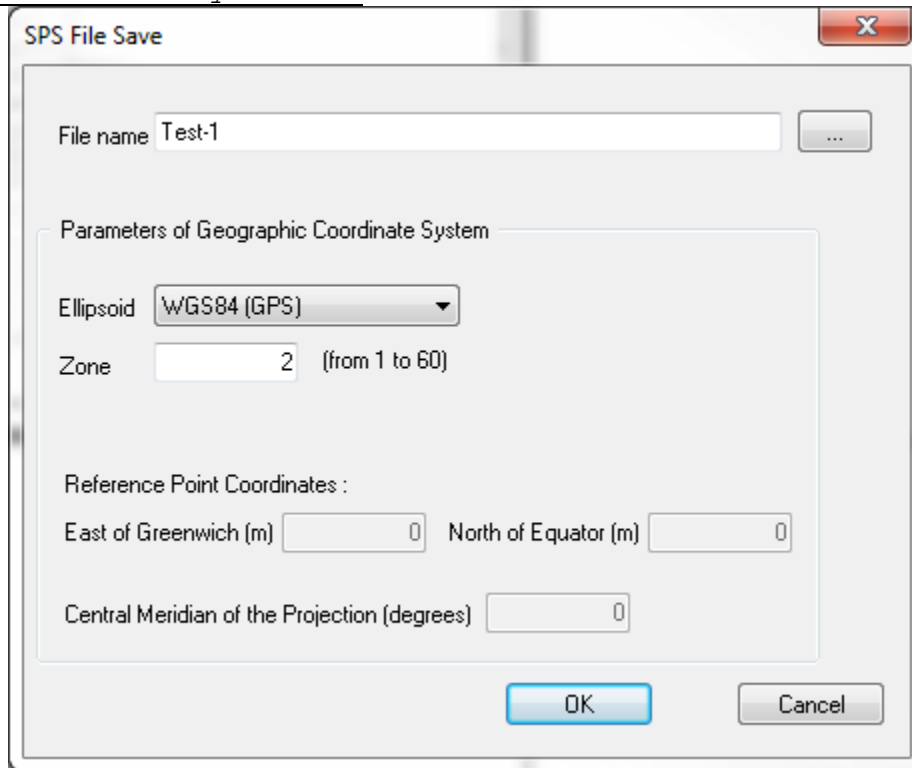 SPS File Save
File name Test-1 ...
Parameters of Geographic Coordinate System
Ellipsoid WGS84 (GPS)
Zone 2 (from 1 to 60)
Reference Point Coordinates :
East of Greenwich (m) 0 North of Equator (m) 0
Central Meridian of the Projection (degrees) 0
OK Cancel